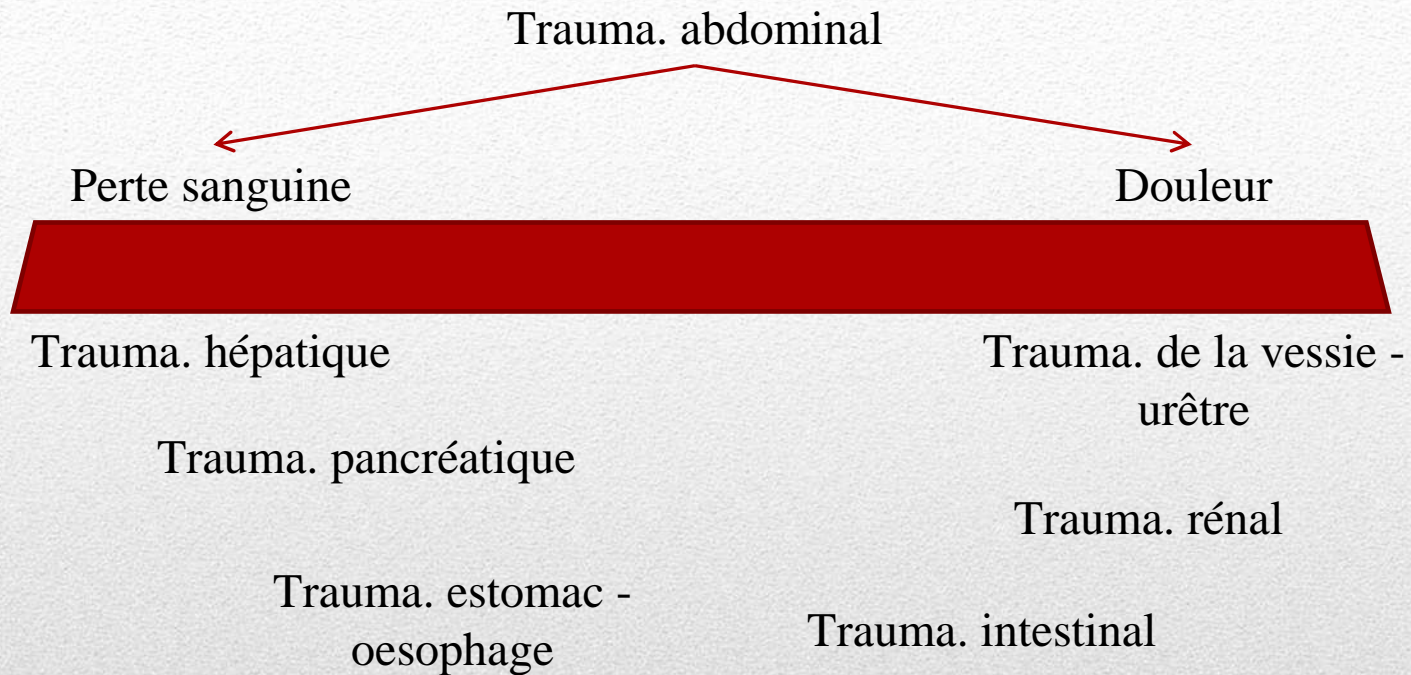 Trauma. abdominal
Perte sanguine
Douleur
Trauma. hépatique
Trauma. de la vessie -
urêtre
Trauma. pancréatique
Trauma. rénal
Trauma. estomac -
oesophage
Trauma. intestinal